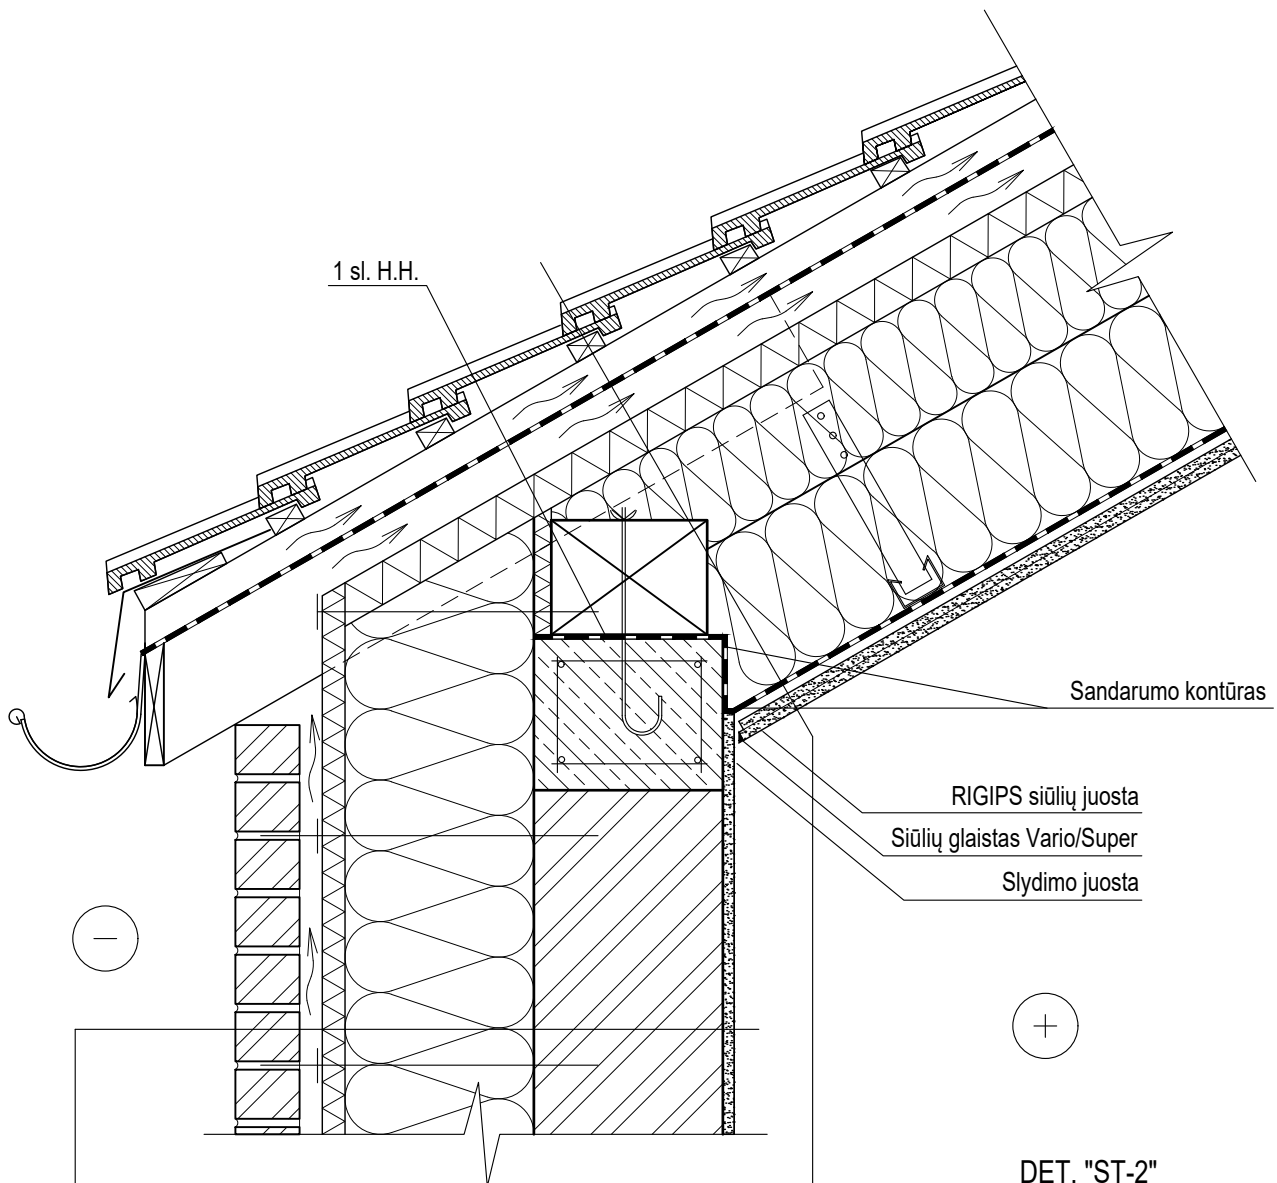 1 sl. H.H.
Sandarumo kontūras
RIGIPS siūlių juosta
Siūlių glaistas Vario/Super
Slydimo juosta
DET. "ST-2"